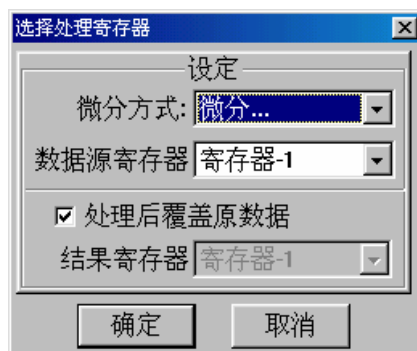 选择处理寄存器
设定
微分方式: 微分...
数据源寄存器 寄存器-1
处理后覆盖原数据
结果寄存器 寄存器-1
确定 取消